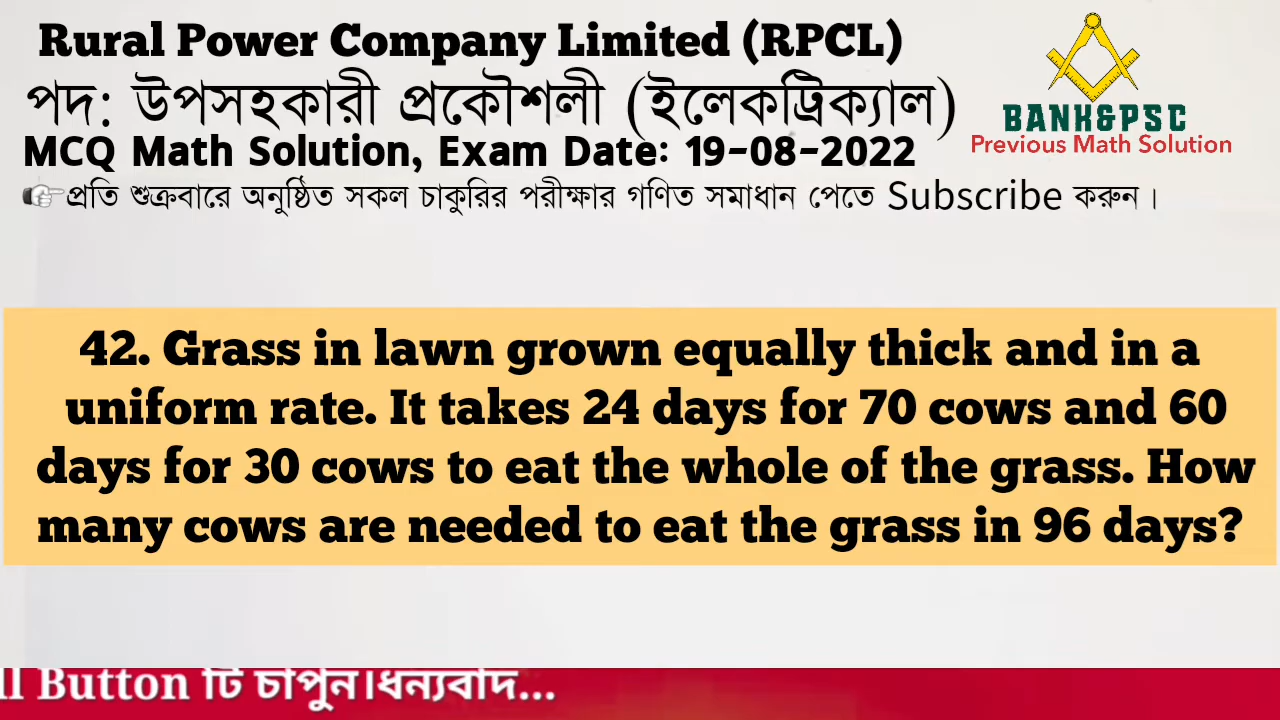 Rural Power Company Limited (RPCL)
পদ: উপসহকারী প্রকৌশলী (ইলেকট্রিক্যাল)
MCQ Math Solution, Exam Date: 19-08-2022
প্রতি শুক্রবারে অনুষ্ঠিত সকল চাকুরির পরীক্ষার গণিত সমাধান পেতে Subscribe করুন।
BANK&PSC
Previous Math Solution
42. Grass in lawn grown equally thick and in a
uniform rate. It takes 24 days for 70 cows and 60
days for 30 cows to eat the whole of the grass. How
many cows are needed to eat the grass in 96 days?
ll Button টি চাপুন।ধন্যবাদ...